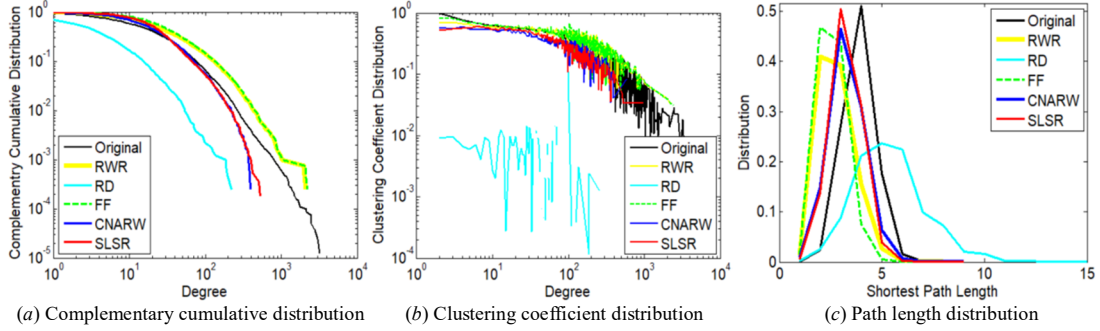 Complementry Cumulative Distribution
10^0
10^-1
10^-2
10^-3
10^-4
10^-5
Original
RWR
RD
FF
CNARW
SLSR
10^0
10^1
10^2
10^3
10^4
Degree
(a) Complementary cumulative distribution
Clustering Coefficient Distribution
10^0
10^-1
10^-2
10^-3
10^-4
Original
RWR
RD
FF
CNARW
SLSR
10^0
10^1
10^2
10^3
10^4
Degree
(b) Clustering coefficient distribution
Distribution
0.5
0.4
0.3
0.2
0.1
0
Original
RWR
RD
FF
CNARW
SLSR
1
5
10
15
Shortest Path Length
(c) Path length distribution